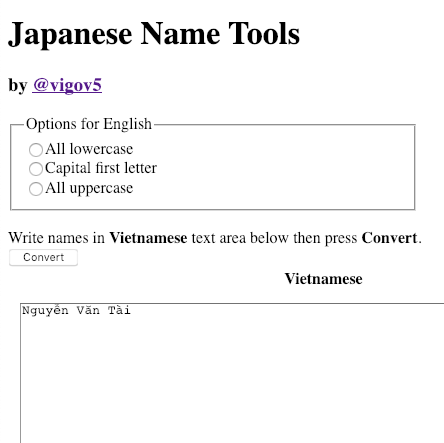 Japanese Name Tools
by @vigov5
Options for English
All lowercase
Capital first letter
All uppercase
Write names in Vietnamese text area below then press Convert.
Convert
Vietnamese
Nguyễn Văn Tài